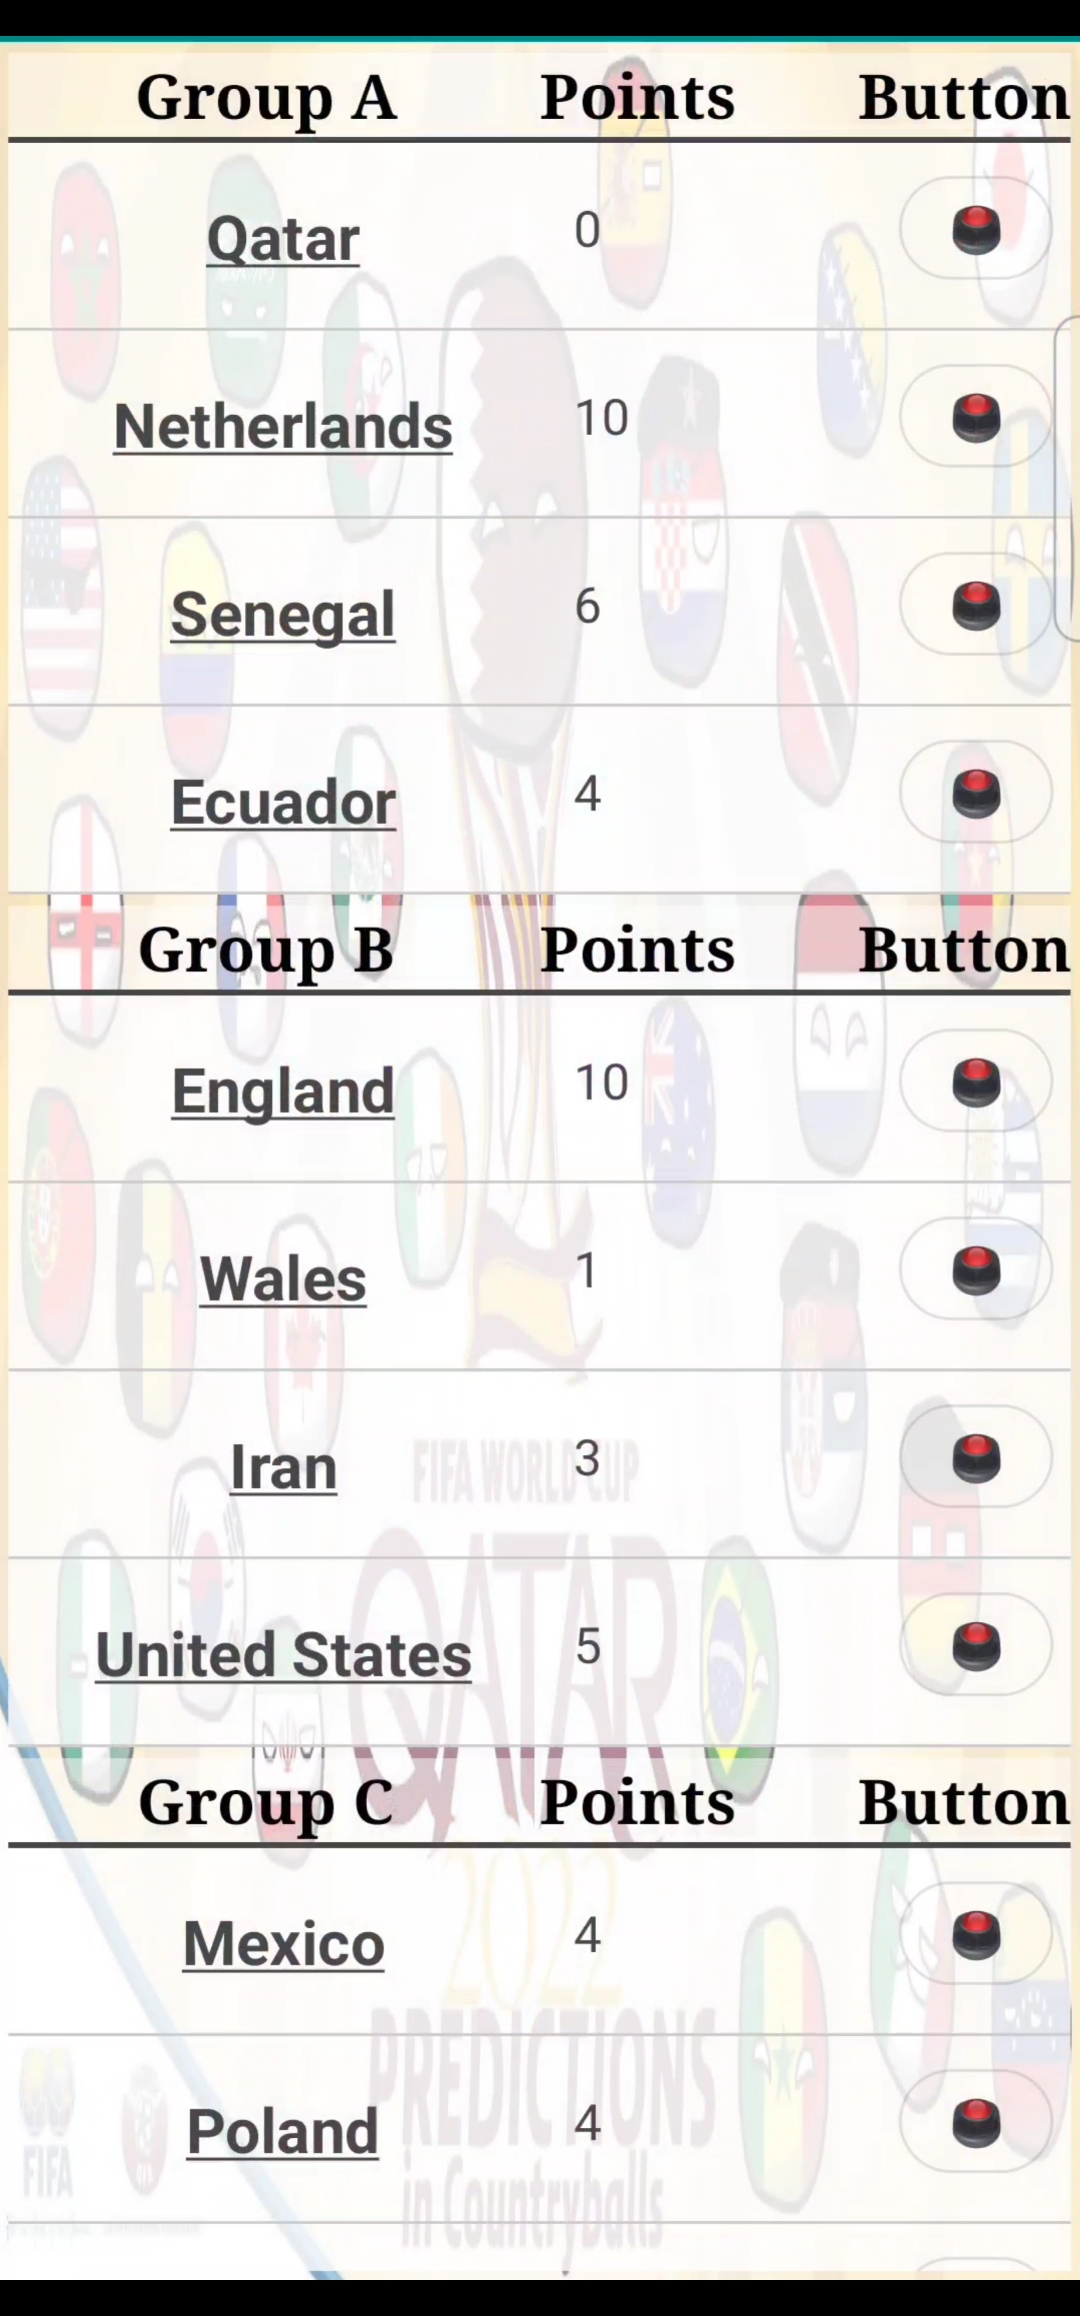 Group A Points Button
Qatar 0
Netherlands 10
Senegal 6
Ecuador 4
Group B Points Button
England 10
Wales 1
Iran 3
FIFA WORLD CUP
QATAR
United States 5
Group C Points Button
2022
Mexico 4
PREDICTIONS
Poland 4
FIFA
in Countryballs